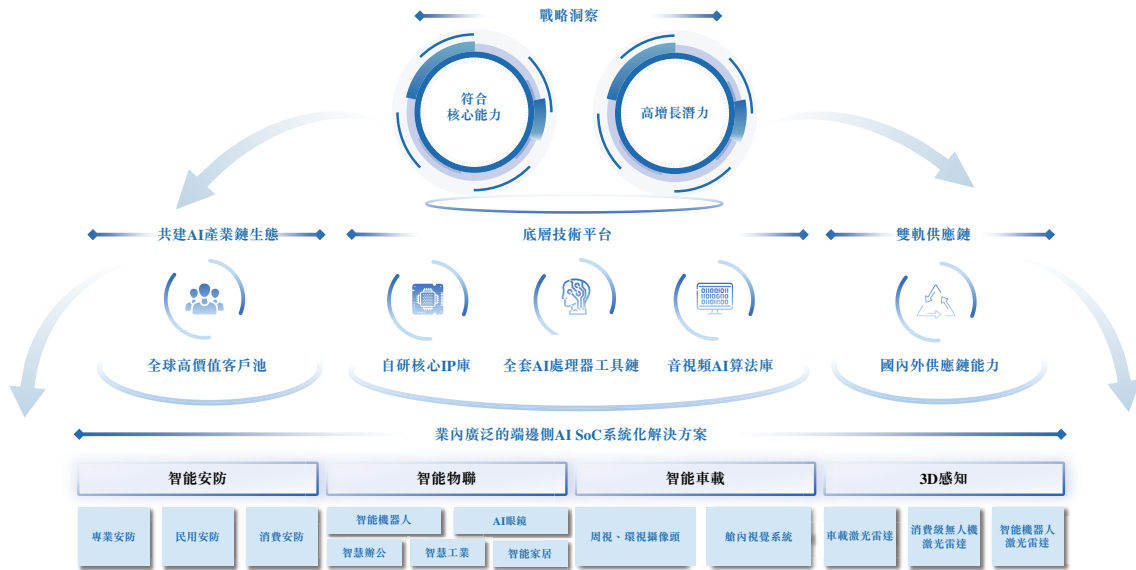 戰略洞察
符合
核心能力
高增長潛力
共建AI產業鏈生態
底層技術平台
雙軌供應鏈
01100101
01101100
01101100
全球高價值客戶池
自研核心IP庫
全套AI處理器工具鏈
音視頻AI算法庫
國內外供應鏈能力
業內廣泛的端邊側AI SoC系統化解決方案
智能安防
智能物聯
智能車載
3D感知
專業安防
民用安防
消費安防
智能機器人
AI眼鏡
智慧辦公
智慧工業
智能家居
周視、環視攝像頭
艙內視覺系統
車載激光雷達
消費級無人機
激光雷達
智能機器人
激光雷達